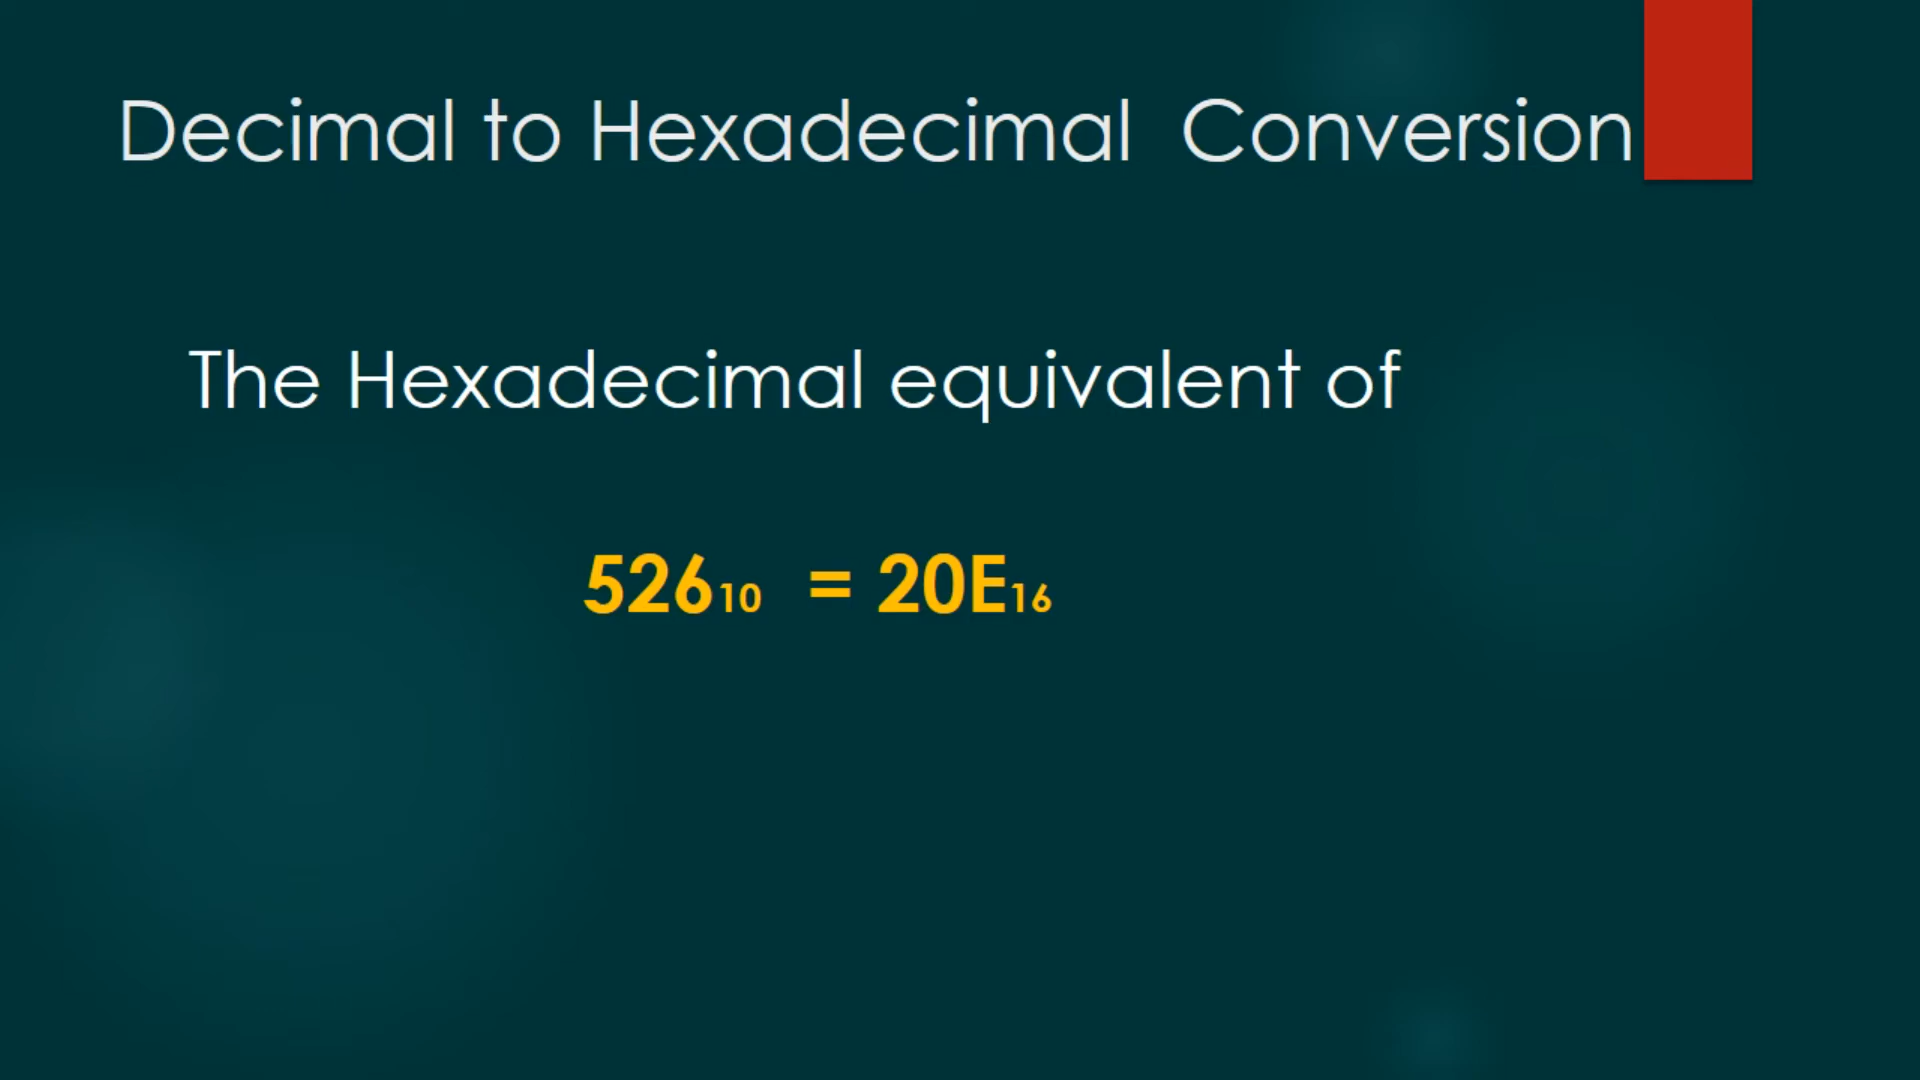 Decimal to Hexadecimal Conversion
The Hexadecimal equivalent of
526₁₀ = 20E₁₆